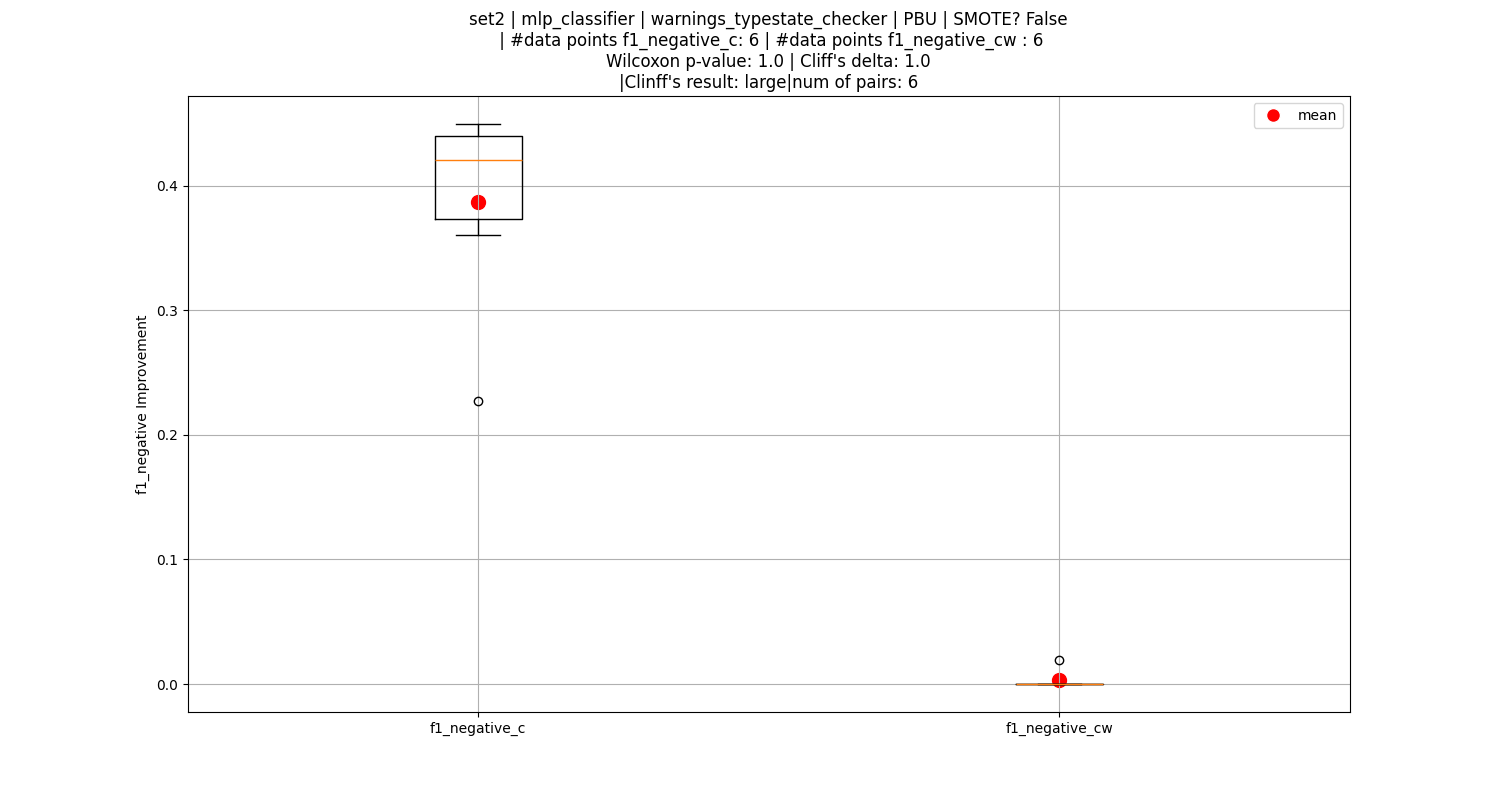 set2 | mlp_classifier | warnings_typestate_checker | PBU | SMOTE? False
| #data points f1_negative_c: 6 | #data points f1_negative_cw : 6
Wilcoxon p-value: 1.0 | Cliff's delta: 1.0
|Clinff's result: large|num of pairs: 6
mean
f1_negative Improvement
0.4
0.3
0.2
0.1
0.0
f1_negative_c
f1_negative_cw